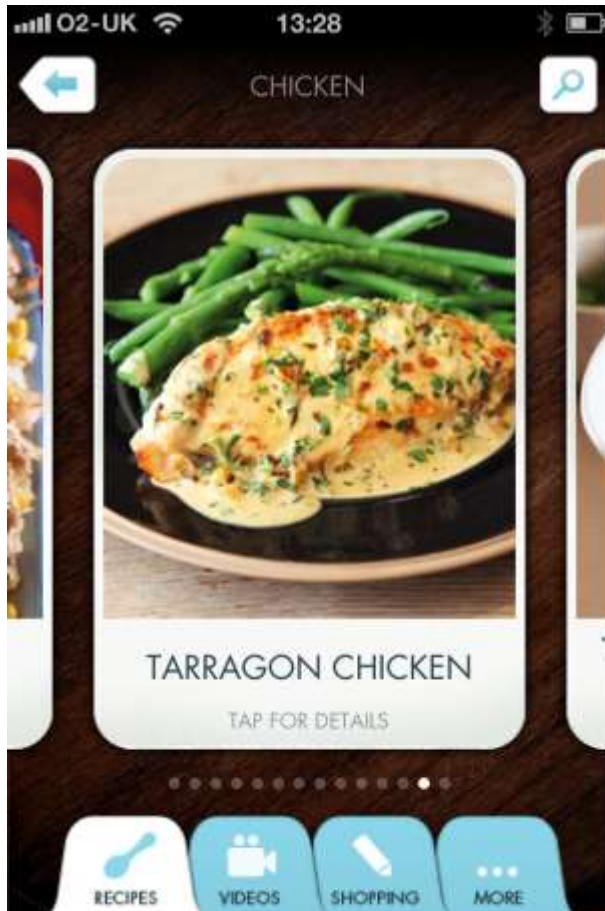 O2-UK 13:28
CHICKEN
TARRAGON CHICKEN
TAP FOR DETAILS
RECIPES VIDEOS SHOPPING MORE